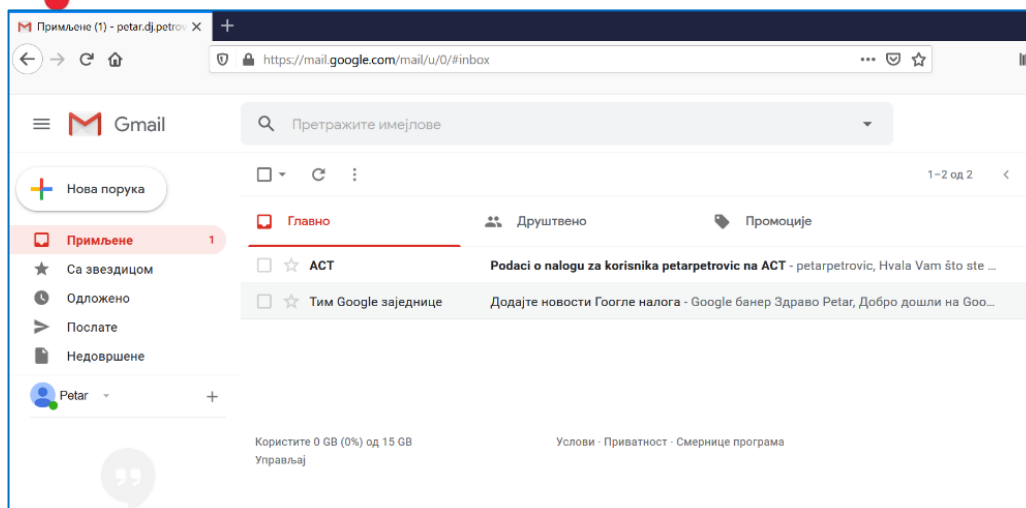 Примљене (1) - petar.dj.petrov
https://mail.google.com/mail/u/0/#inbox
Gmail
Претражите имејлове
Нова порука
1–2 од 2
Главно
Друштвено
Промоције
Примљене 1
ACT
Podaci o nalogu za korisnika petarpetrovic na ACT - petarpetrovic, Hvala Vam što ste ...
Са звездицом
Тим Google заједнице
Додајте новости Гоогле налога - Google банер Здраво Petar, Добро дошли на Goo...
Одложено
Послате
Недовршене
Petar
Користите 0 GB (0%) од 15 GB
Управљај
Услови · Приватност · Смернице програма